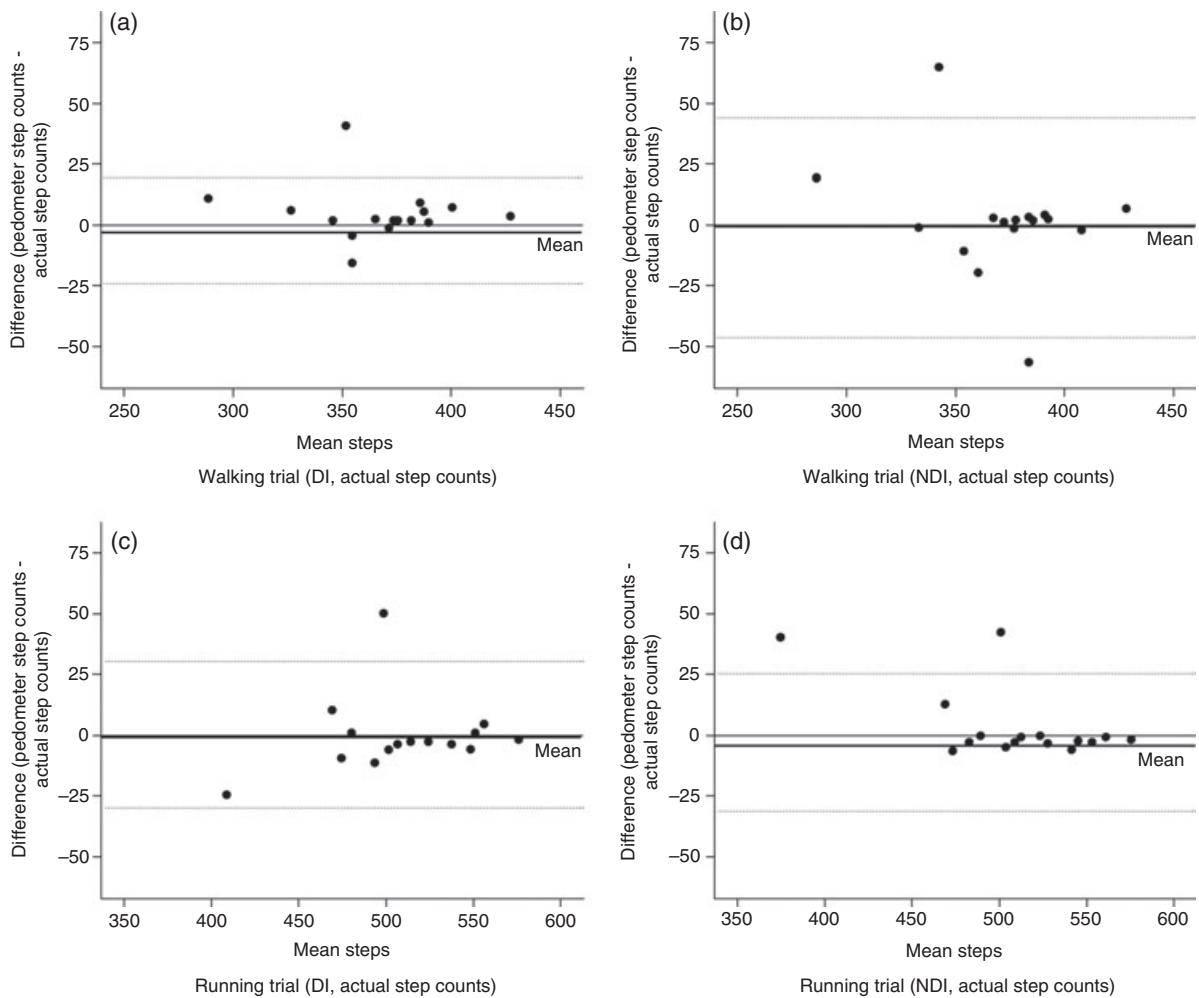 (a)
Difference (pedometer step counts -
actual step counts)
75
50
25
0
–25
–50
Mean
250
300
350
400
450
Mean steps
Walking trial (DI, actual step counts)
(b)
Difference (pedometer step counts -
actual step counts)
75
50
25
0
–25
–50
Mean
250
300
350
400
450
Mean steps
Walking trial (NDI, actual step counts)
(c)
Difference (pedometer step counts -
actual step counts)
75
50
25
0
–25
–50
Mean
350
400
450
500
550
600
Mean steps
Running trial (DI, actual step counts)
(d)
Difference (pedometer step counts -
actual step counts)
75
50
25
0
–25
–50
Mean
350
400
450
500
550
600
Mean steps
Running trial (NDI, actual step counts)